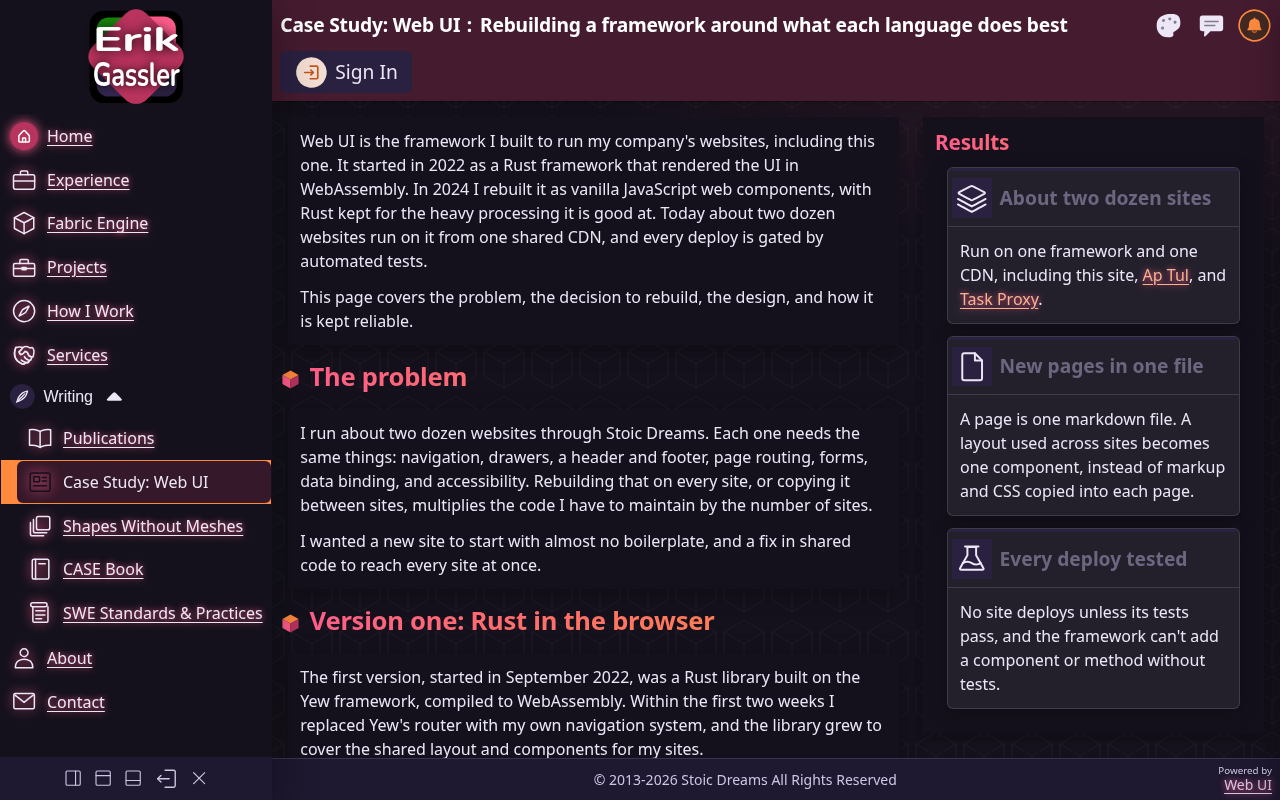 Erik
Gassler
Home
Experience
Fabric Engine
Projects
How I Work
Services
Writing
Publications
Case Study: Web UI
Shapes Without Meshes
CASE Book
SWE Standards & Practices
About
Contact
Case Study: Web UI : Rebuilding a framework around what each language does best
Sign In
Web UI is the framework I built to run my company's websites, including this
one. It started in 2022 as a Rust framework that rendered the UI in
WebAssembly. In 2024 I rebuilt it as vanilla JavaScript web components, with
Rust kept for the heavy processing it is good at. Today about two dozen
websites run on it from one shared CDN, and every deploy is gated by
automated tests.
This page covers the problem, the decision to rebuild, the design, and how it
is kept reliable.
The problem
I run about two dozen websites through Stoic Dreams. Each one needs the
same things: navigation, drawers, a header and footer, page routing, forms,
data binding, and accessibility. Rebuilding that on every site, or copying it
between sites, multiplies the code I have to maintain by the number of sites.
I wanted a new site to start with almost no boilerplate, and a fix in shared
code to reach every site at once.
Version one: Rust in the browser
The first version, started in September 2022, was a Rust library built on the
Yew framework, compiled to WebAssembly. Within the first two weeks I
replaced Yew's router with my own navigation system, and the library grew to
cover the shared layout and components for my sites.
Results
About two dozen sites
Run on one framework and one
CDN, including this site, Ap Tul, and
Task Proxy.
New pages in one file
A page is one markdown file. A
layout used across sites becomes
one component, instead of markup
and CSS copied into each page.
Every deploy tested
No site deploys unless its tests
pass, and the framework can't add
a component or method without
tests.
© 2013-2026 Stoic Dreams All Rights Reserved
Powered by
Web UI